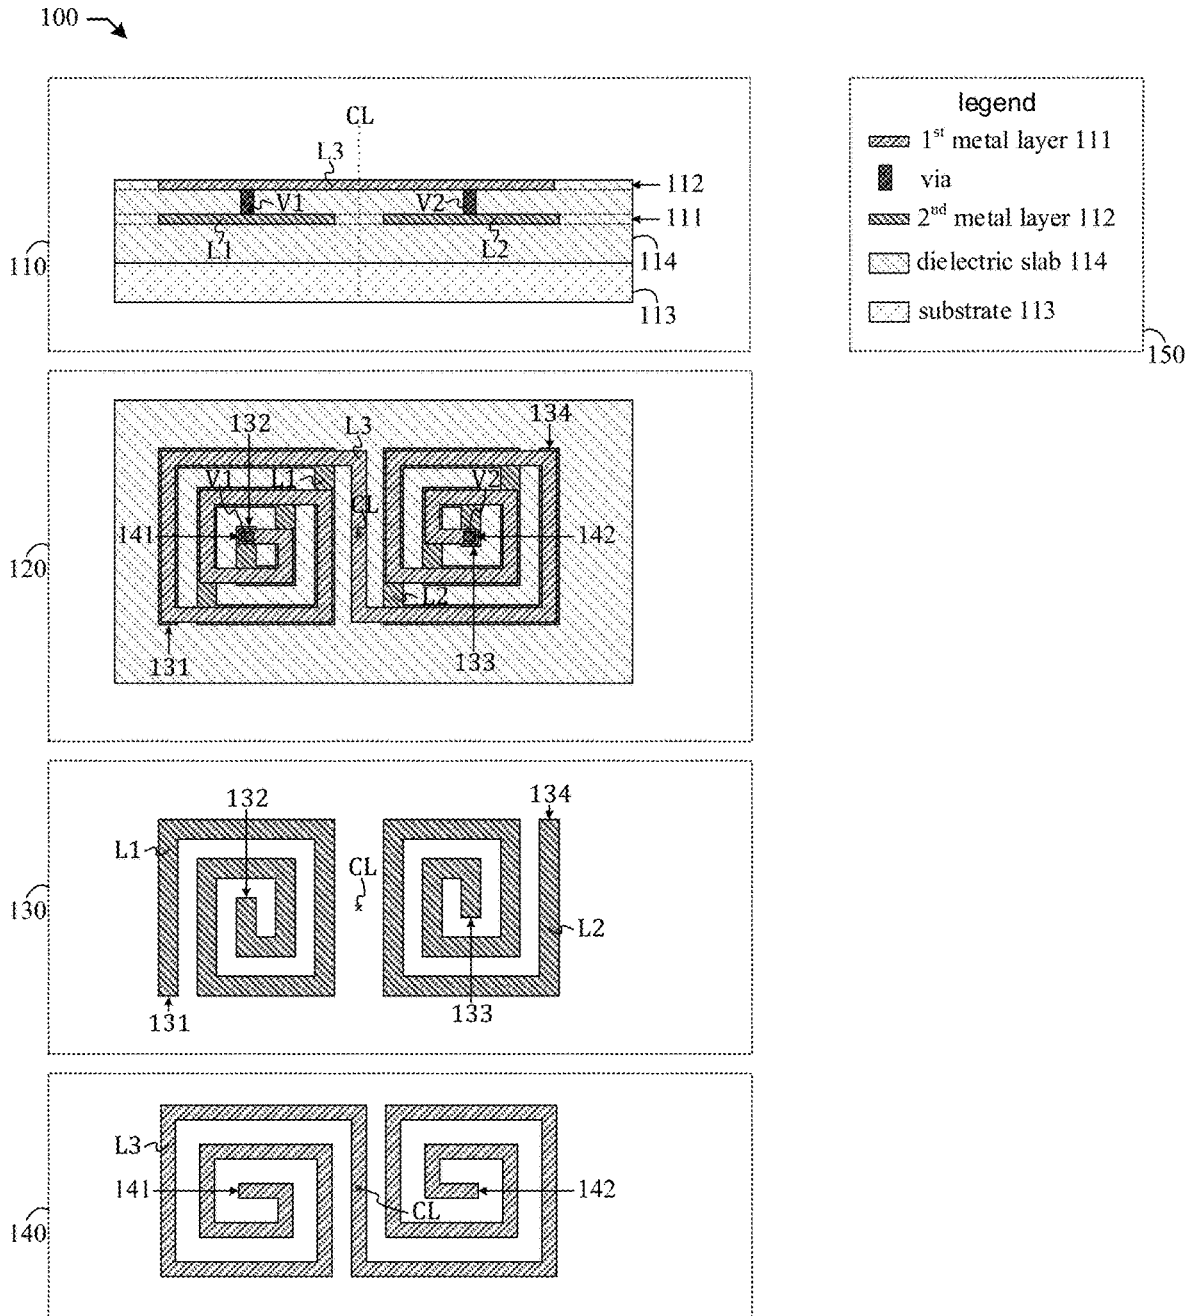 100
CL
L3
112
V1
V2
111
L1
L2
110
114
113
legend
1st metal layer 111
via
2nd metal layer 112
dielectric slab 114
substrate 113
150
132
L3
134
V1
L1
V2
CL
141
142
120
L2
131
133
132
134
L1
CL
130
L2
131
133
L3
141
142
CL
140